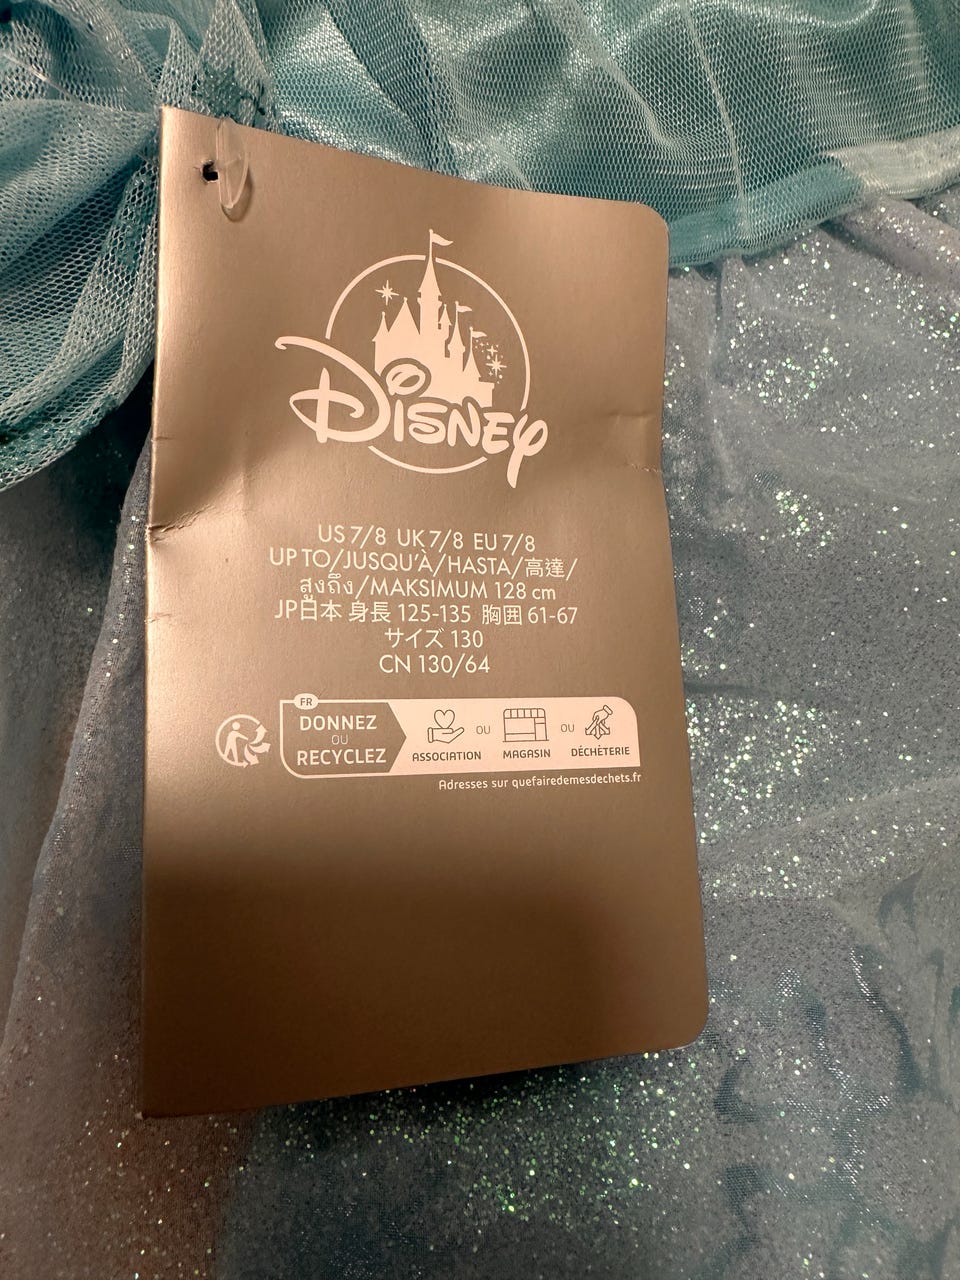 Disney
US 7/8 UK 7/8 EU 7/8
UP TO/JUSQU'À/HASTA/高達/
สูงถึง/MAKSIMUM 128 cm
JP日本 身長 125-135 胸囲 61-67
サイズ 130
CN 130/64
FR
DONNEZ
OU
RECYCLEZ
ASSOCIATION OU MAGASIN OU DÉCHÈTERIE
Adresses sur quefairedemesdechets.fr